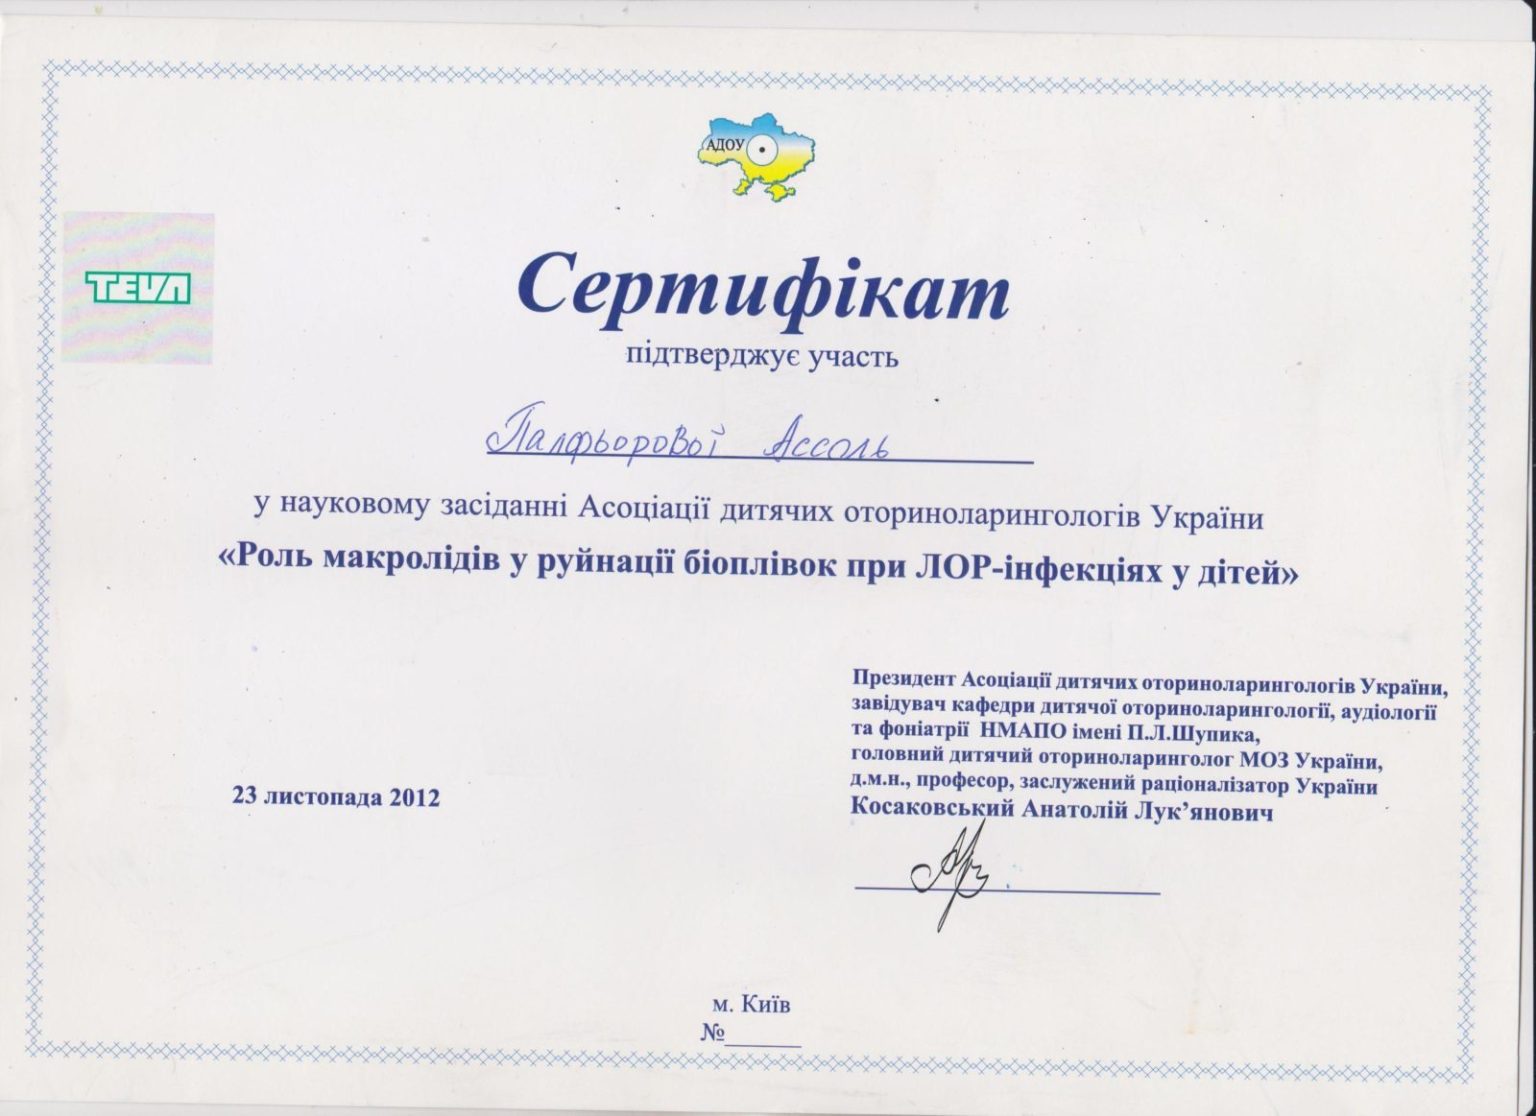 АДОУ
TEVA
Сертифікат
підтверджує участь
Палфьорової Ассоль
у науковому засіданні Асоціації дитячих оториноларингологів України
«Роль макролідів у руйнації біоплівок при ЛОР-інфекціях у дітей»
Президент Асоціації дитячих оториноларингологів України,
завідувач кафедри дитячої оториноларингології, аудіології
та фоніатрії НМАПО імені П.Л.Шупика,
головний дитячий оториноларинголог МОЗ України,
д.м.н., професор, заслужений раціоналізатор України
Косаковський Анатолій Лук’янович
23 листопада 2012
м. Київ
№______